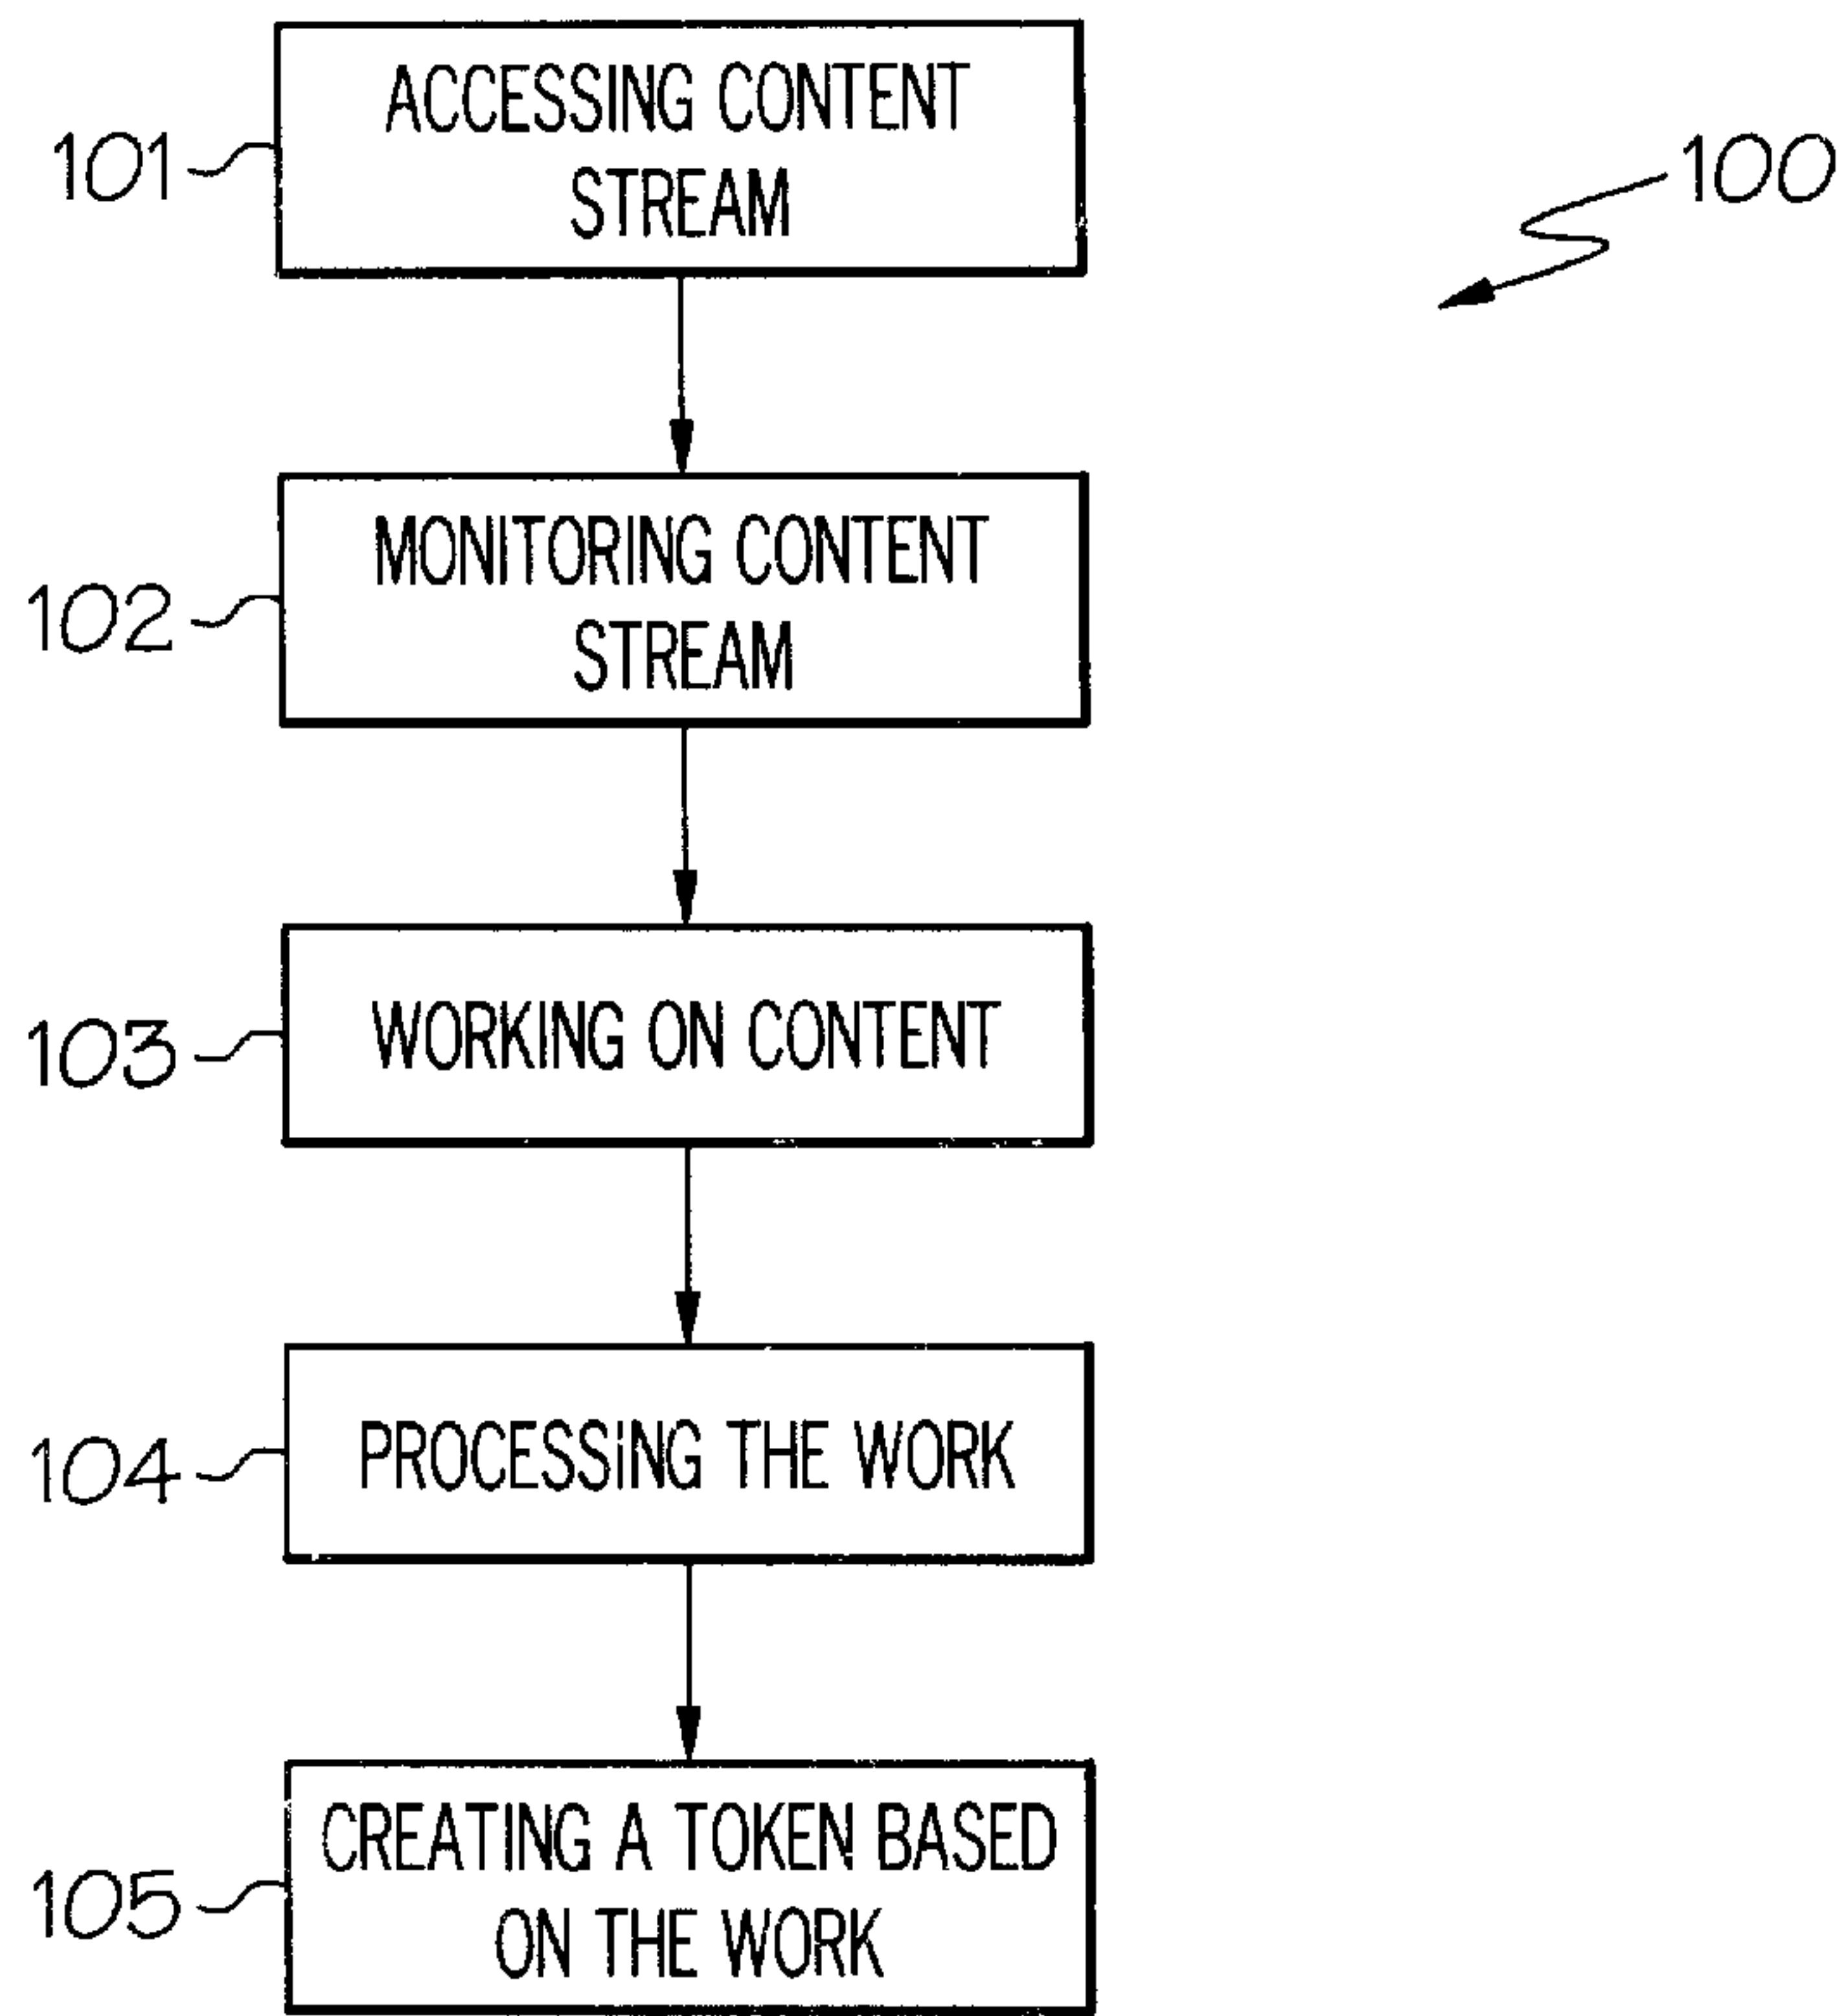 ACCESSING CONTENT
STREAM
101
100
MONITORING CONTENT
STREAM
102
WORKING ON CONTENT
103
PROCESSING THE WORK
104
CREATING A TOKEN BASED
ON THE WORK
105